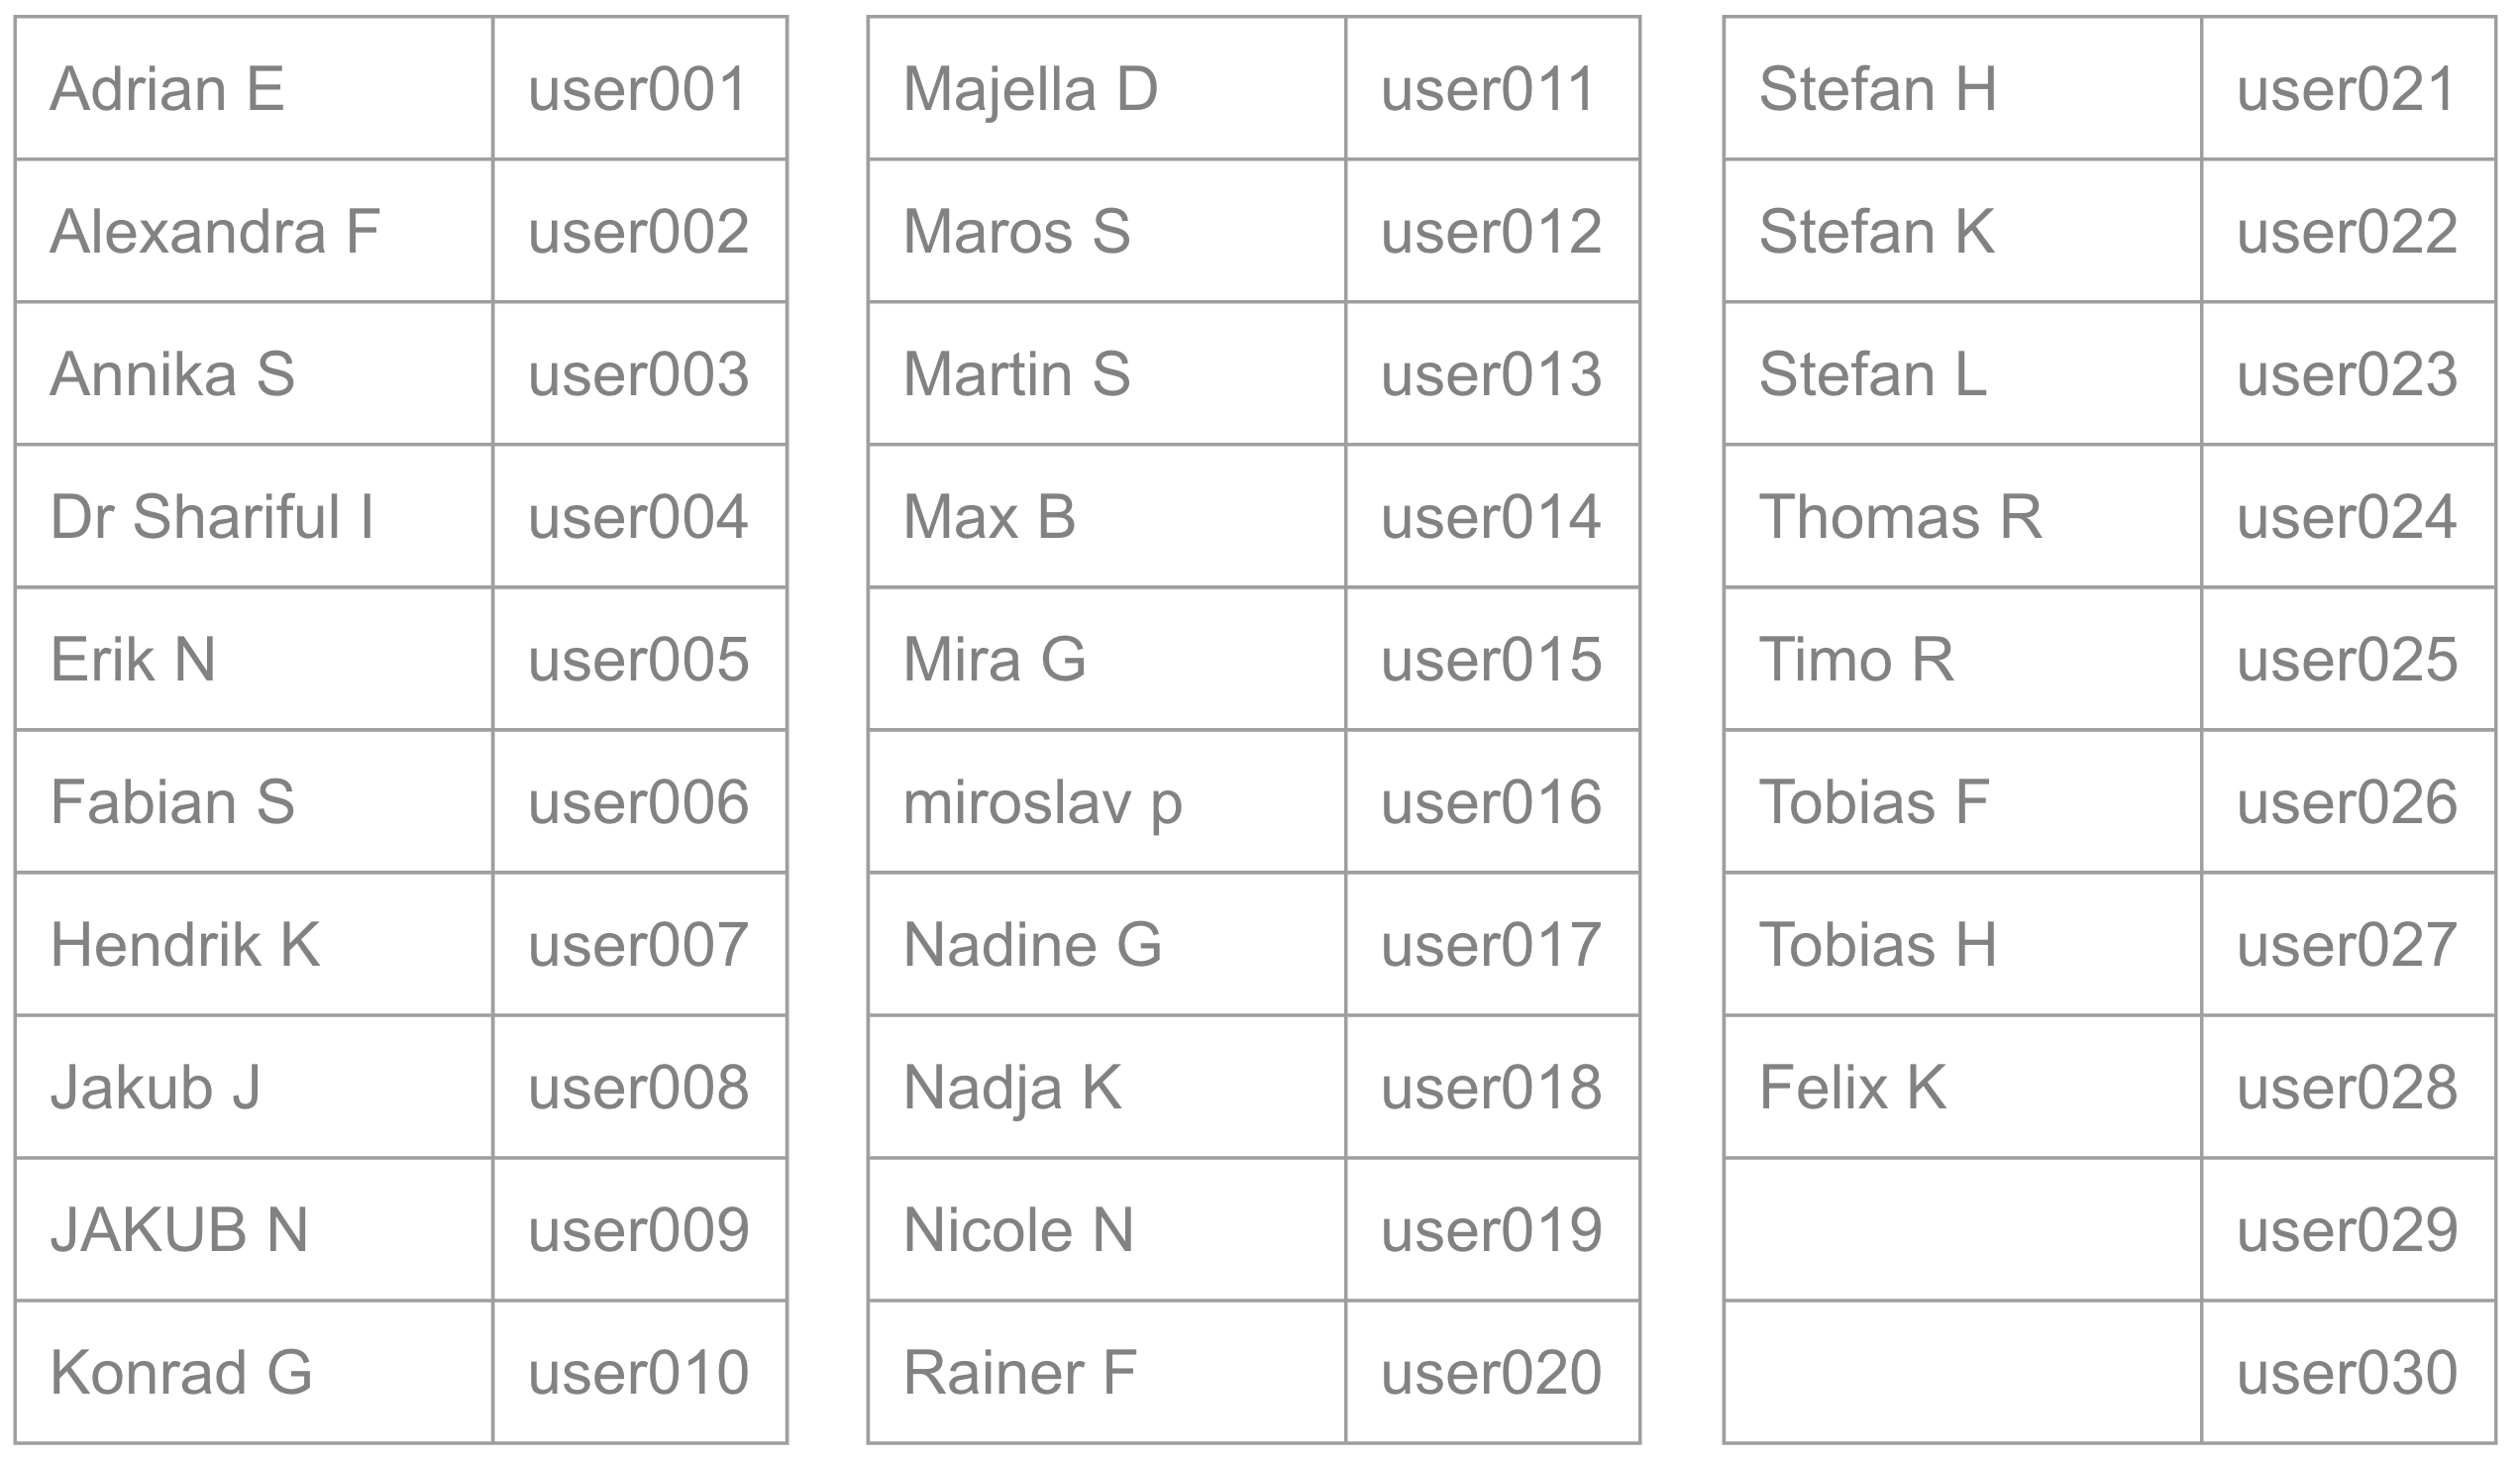 Adrian E user001
Alexandra F user002
Annika S user003
Dr Shariful I user004
Erik N user005
Fabian S user006
Hendrik K user007
Jakub J user008
JAKUB N user009
Konrad G user010
Majella D user011
Maros S user012
Martin S user013
Max B user014
Mira G user015
miroslav p user016
Nadine G user017
Nadja K user018
Nicole N user019
Rainer F user020
Stefan H user021
Stefan K user022
Stefan L user023
Thomas R user024
Timo R user025
Tobias F user026
Tobias H user027
Felix K user028
user029
user030